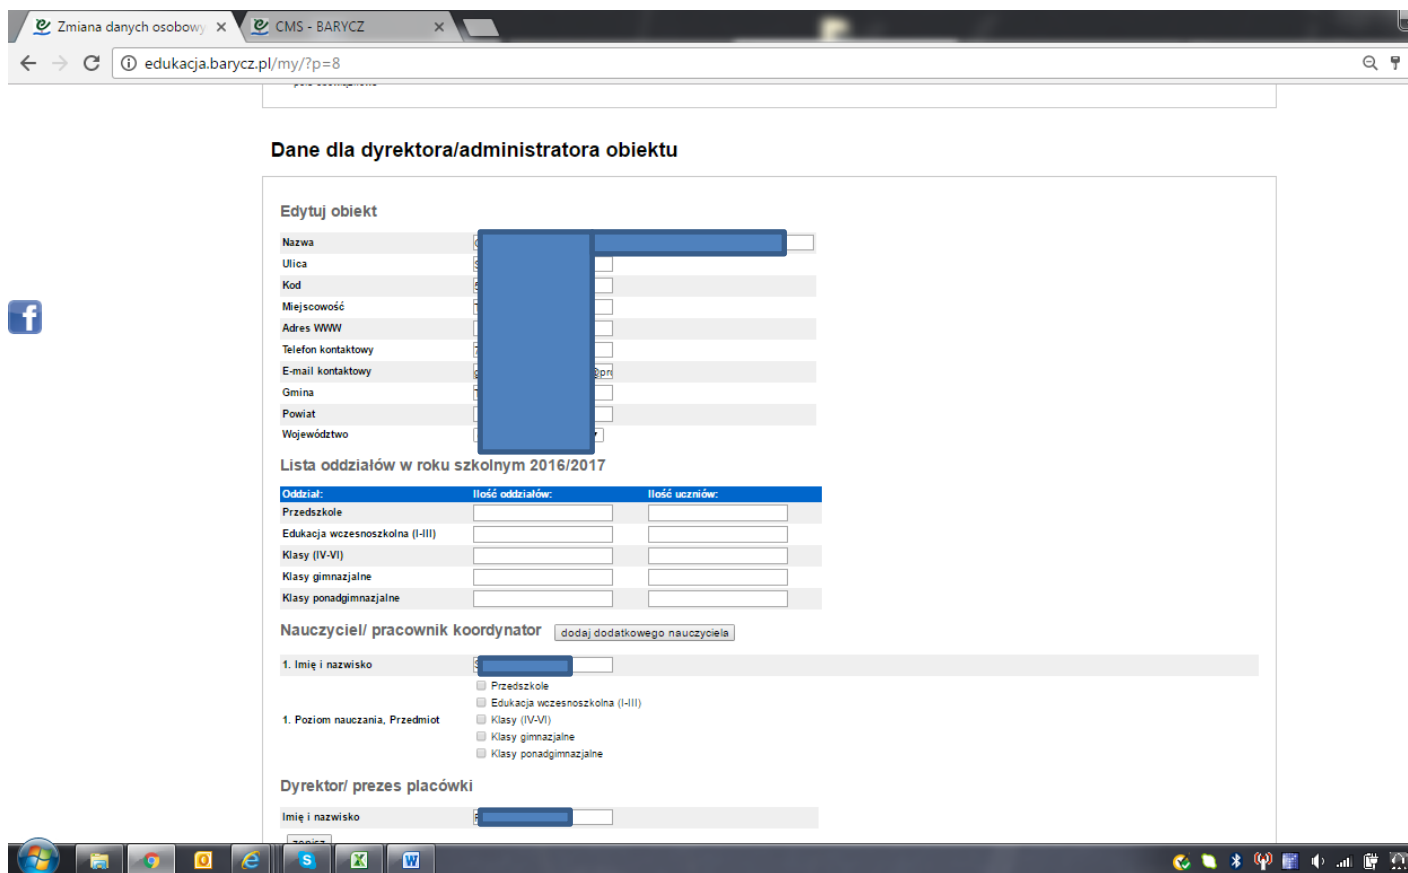 Zmiana danych osobowy
CMS - BARYCZ
edukacja.barycz.pl/my/?p=8
Dane dla dyrektora/administratora obiektu
Edytuj obiekt
Nazwa
Ulica
Kod
Miejscowość
Adres WWW
Telefon kontaktowy
E-mail kontaktowy
Gmina
Powiat
Województwo
Lista oddziałów w roku szkolnym 2016/2017
Oddział: Ilość oddziałów: Ilość uczniów:
Przedszkole
Edukacja wczesnoszkolna (I-III)
Klasy (IV-VI)
Klasy gimnazjalne
Klasy ponadgimnazjalne
Nauczyciel/ pracownik koordynator dodaj dodatkowego nauczyciela
1. Imię i nazwisko
Przedszkole
Edukacja wczesnoszkolna (I-III)
1. Poziom nauczania, Przedmiot Klasy (IV-VI)
Klasy gimnazjalne
Klasy ponadgimnazjalne
Dyrektor/ prezes placówki
Imię i nazwisko